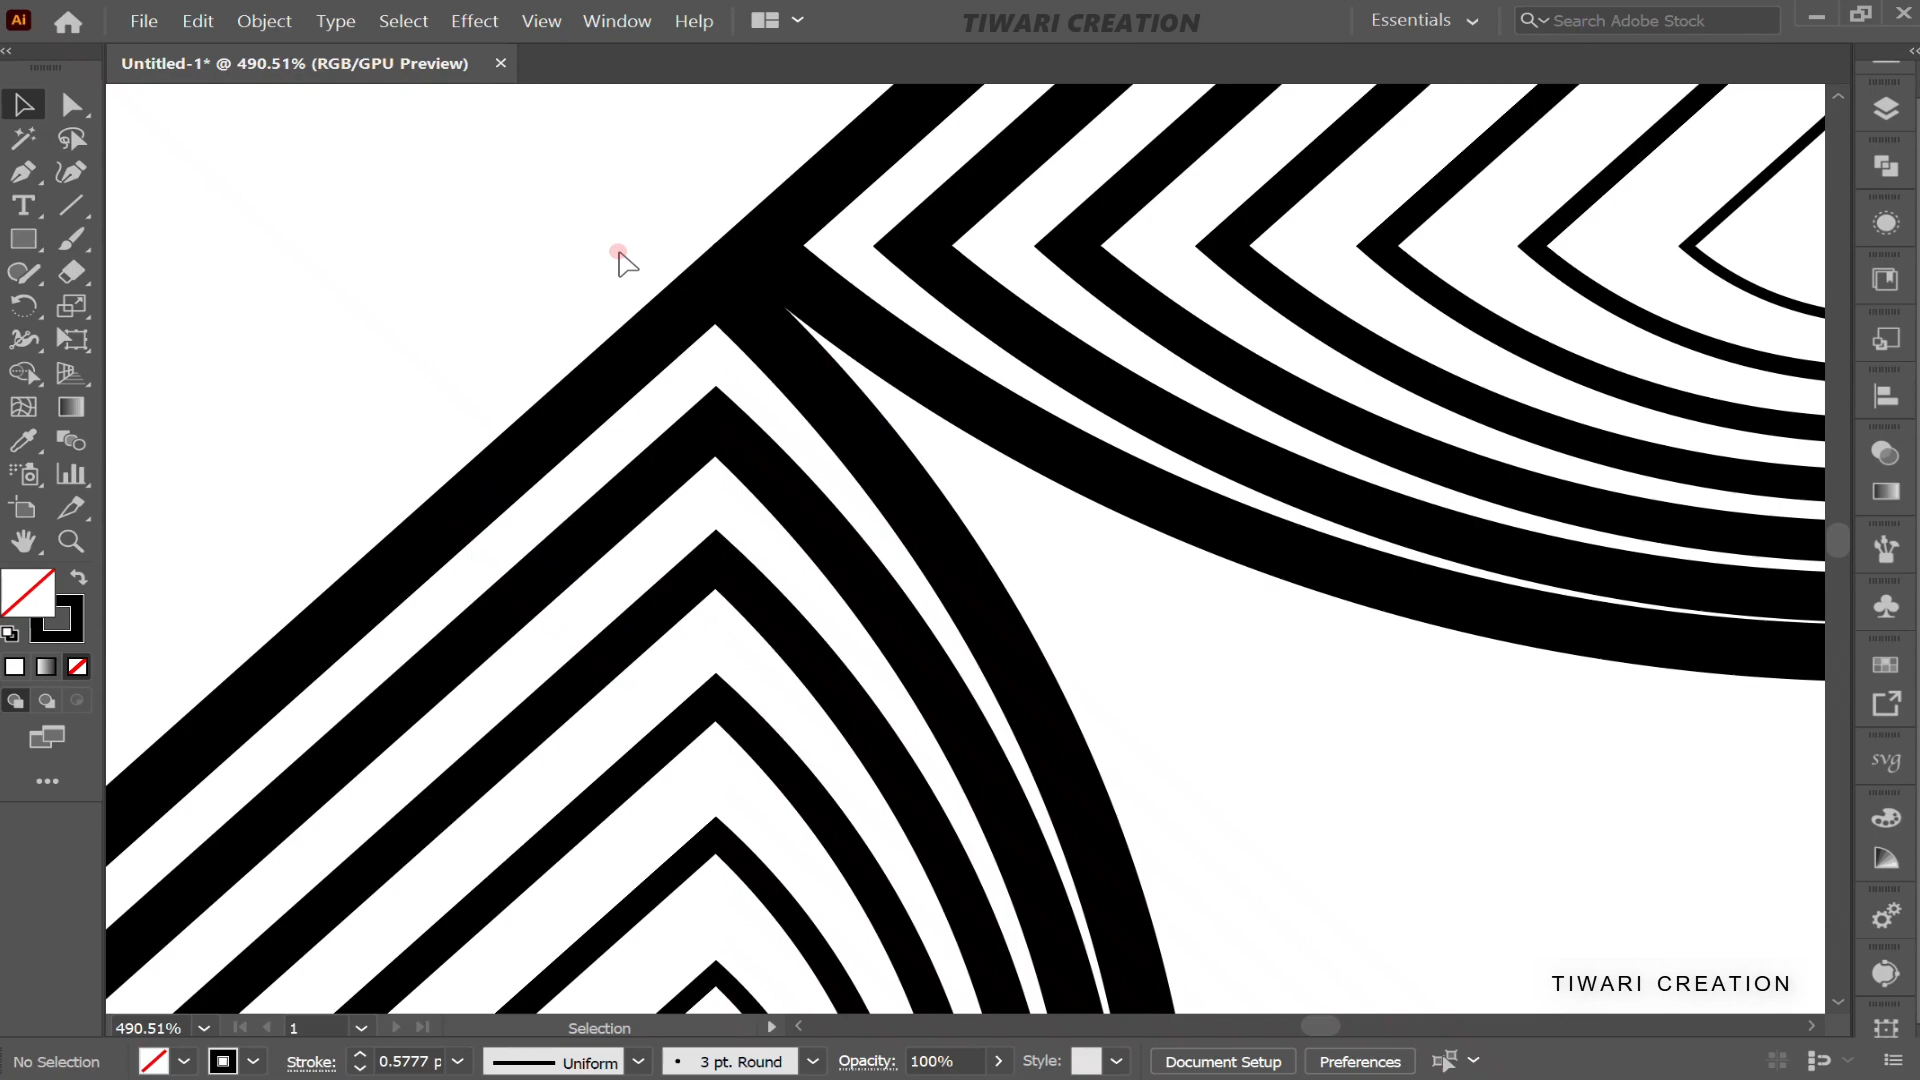 Ai File Edit Object Type Select Effect View Window Help TIWARI CREATION Essentials Search Adobe Stock
Untitled-1* @ 490.51% (RGB/GPU Preview)
T
svg
TIWARI CREATION
490.51% 1 Selection
No Selection Stroke: 0.5777 p Uniform 3 pt. Round Opacity: 100% Style: Document Setup Preferences